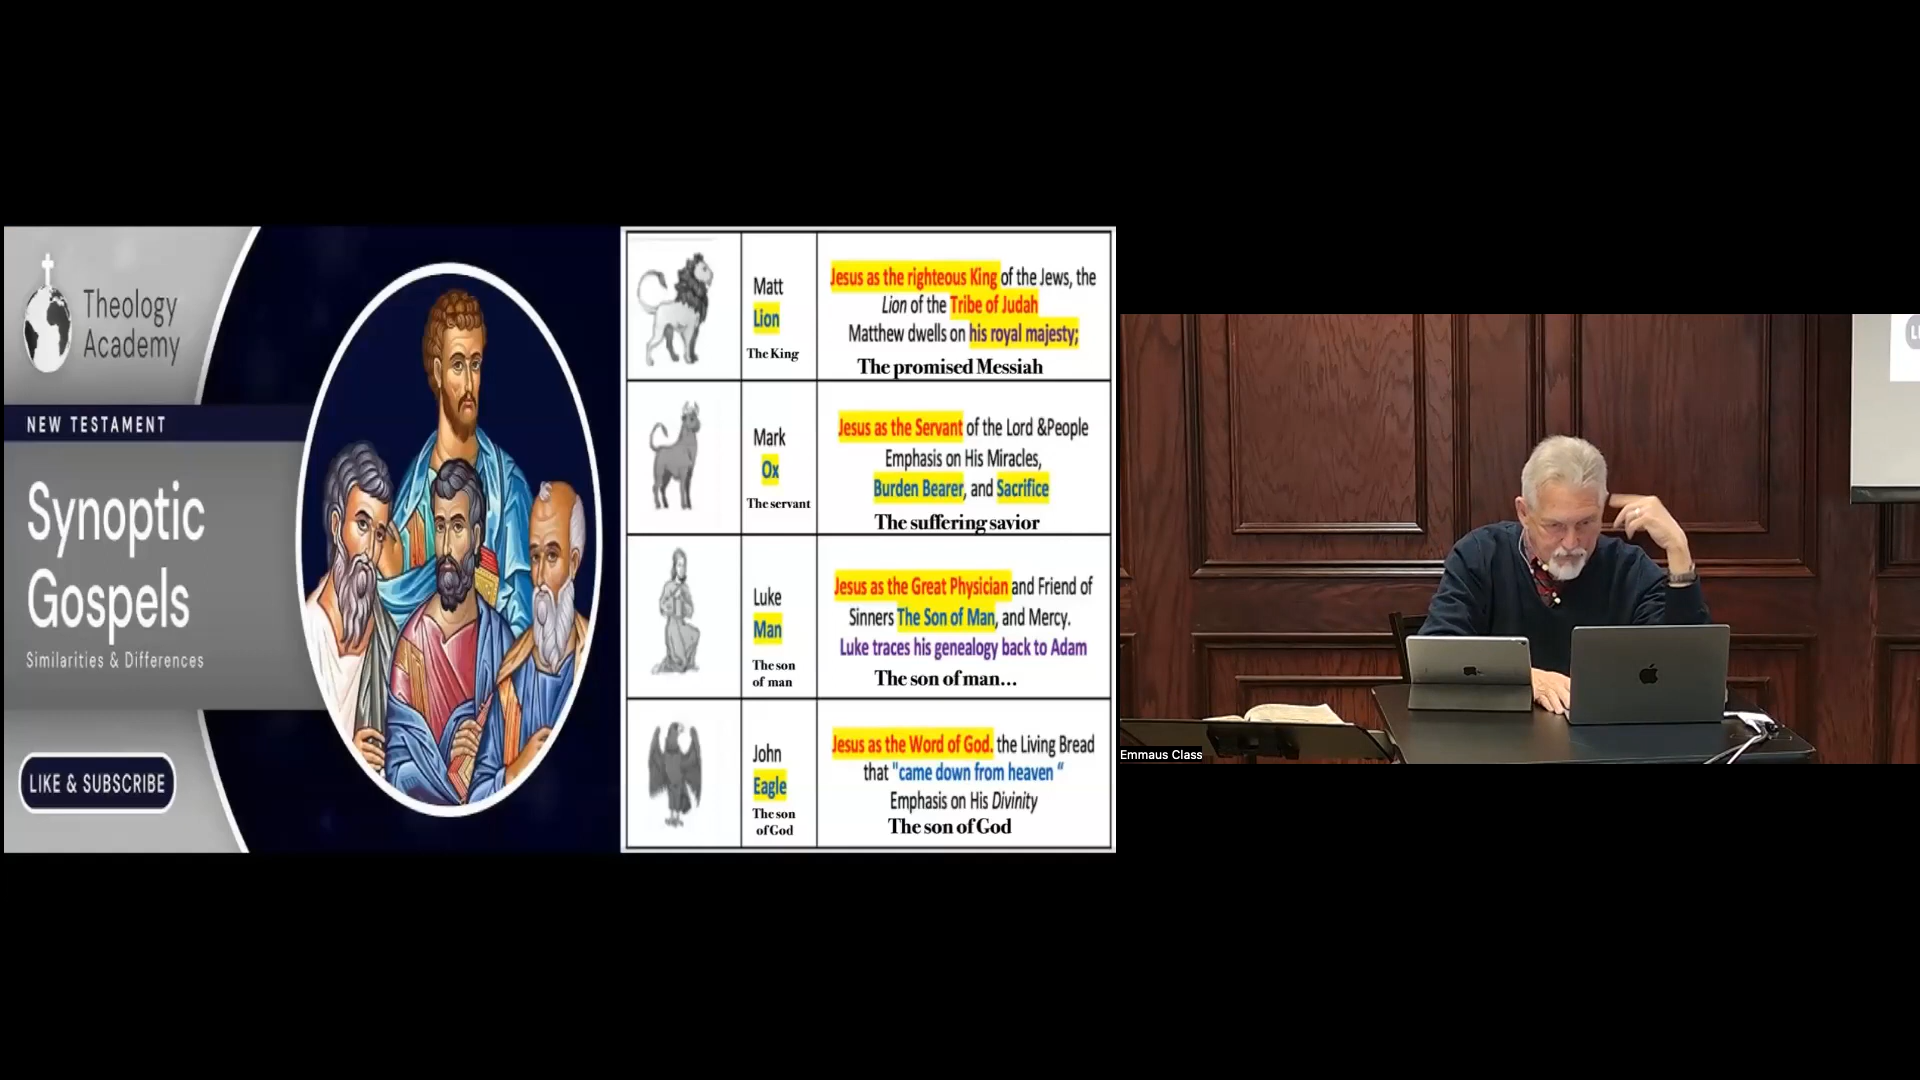 Theology
Academy
NEW TESTAMENT
Synoptic
Gospels
Similarities & Differences
LIKE & SUBSCRIBE
Matt
Lion
The King
Jesus as the righteous King of the Jews, the
Lion of the Tribe of Judah
Matthew dwells on his royal majesty;
The promised Messiah
Mark
Ox
The servant
Jesus as the Servant of the Lord &People
Emphasis on His Miracles,
Burden Bearer, and Sacrifice
The suffering savior
Luke
Man
The son
of man
Jesus as the Great Physician and Friend of
Sinners The Son of Man, and Mercy.
Luke traces his genealogy back to Adam
The son of man...
John
Eagle
The son
of God
Jesus as the Word of God. the Living Bread
that "came down from heaven “
Emphasis on His Divinity
The son of God
Emmaus Class